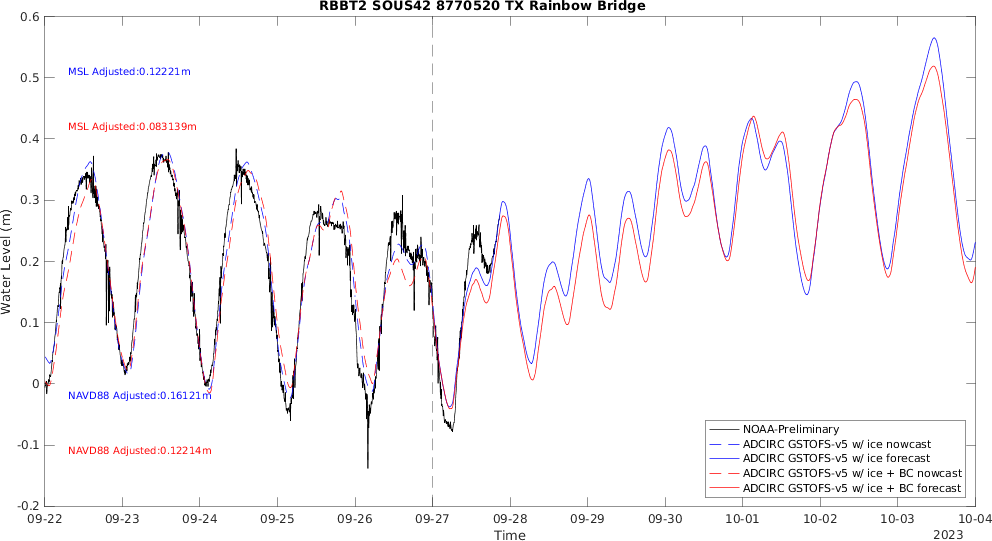 RBBT2 SOUS42 8770520 TX Rainbow Bridge
0.6
0.5
0.4
0.3
0.2
0.1
0
-0.1
-0.2
Water Level (m)
MSL Adjusted:0.12221m
MSL Adjusted:0.083139m
NAVD88 Adjusted:0.16121m
NAVD88 Adjusted:0.12214m
NOAA-Preliminary
ADCIRC GSTOFS-v5 w/ ice nowcast
ADCIRC GSTOFS-v5 w/ ice forecast
ADCIRC GSTOFS-v5 w/ ice + BC nowcast
ADCIRC GSTOFS-v5 w/ ice + BC forecast
09-22 09-23 09-24 09-25 09-26 09-27 09-28 09-29 09-30 10-01 10-02 10-03 10-04
Time
2023